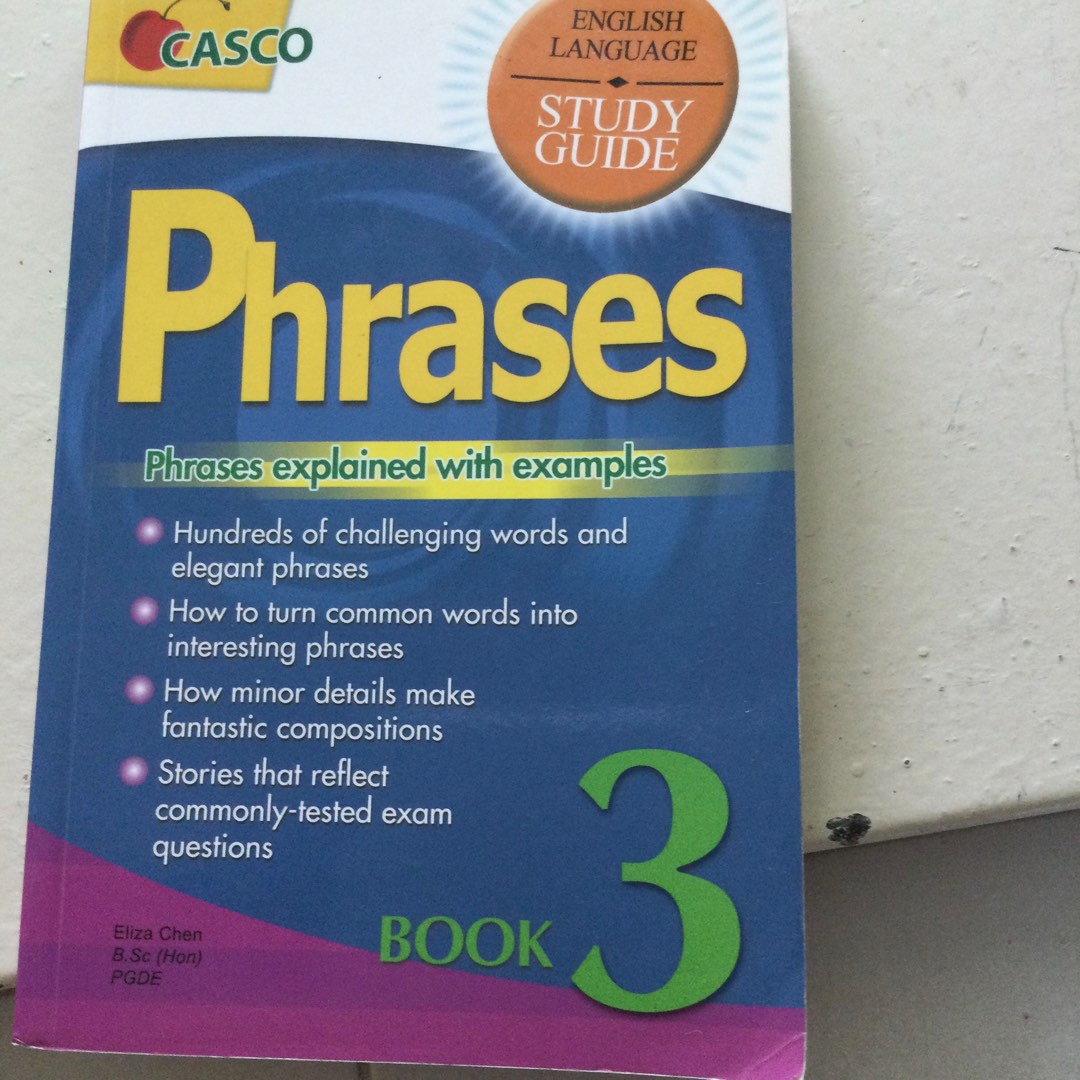 CASCO
ENGLISH
LANGUAGE
STUDY
GUIDE
Phrases
Phrases explained with examples
Hundreds of challenging words and
elegant phrases
How to turn common words into
interesting phrases
How minor details make
fantastic compositions
Stories that reflect
commonly-tested exam
questions
Eliza Chen
B.Sc (Hon)
PGDE
BOOK 3